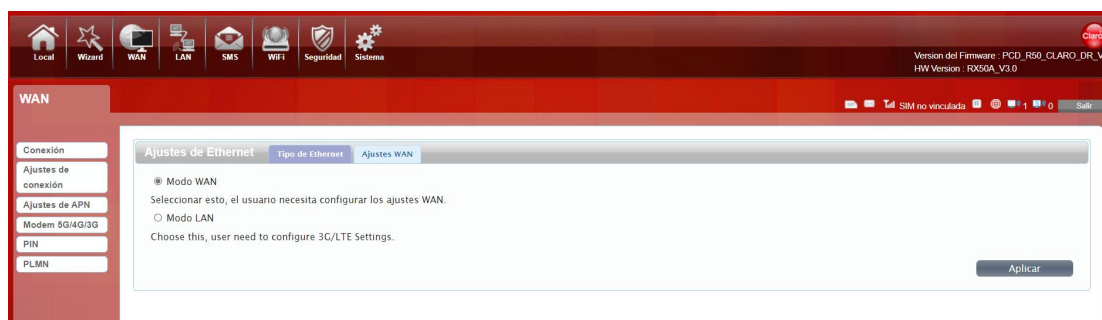 Local Wizard WAN LAN SMS WiFi Seguridad Sistema
Claro
Version del Firmware : PCD_R50_CLARO_DR_V
HW Version : RX50A_V3.0
WAN
SIM no vinculada R 1 0 Salir
Conexión
Ajustes de
conexión
Ajustes de APN
Modem 5G/4G/3G
PIN
PLMN
Ajustes de Ethernet Tipo de Ethernet Ajustes WAN
Modo WAN
Seleccionar esto, el usuario necesita configurar los ajustes WAN.
Modo LAN
Choose this, user need to configure 3G/LTE Settings.
Aplicar